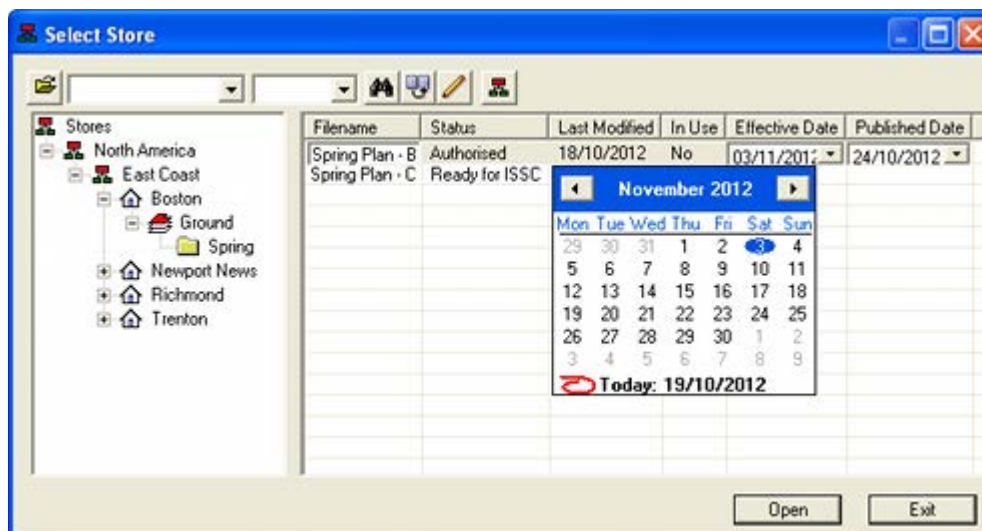 Select Store
Stores
North America
East Coast
Boston
Ground
Spring
Newport News
Richmond
Trenton
Filename Status Last Modified In Use Effective Date Published Date
Spring Plan - B Authorised 18/10/2012 No 03/11/2012 24/10/2012
Spring Plan - C Ready for ISSC
November 2012
Mon Tue Wed Thu Fri Sat Sun
29 30 31 1 2 3 4
5 6 7 8 9 10 11
12 13 14 15 16 17 18
19 20 21 22 23 24 25
26 27 28 29 30 1 2
3 4 5 6 7 8 9
Today: 19/10/2012
Open Exit